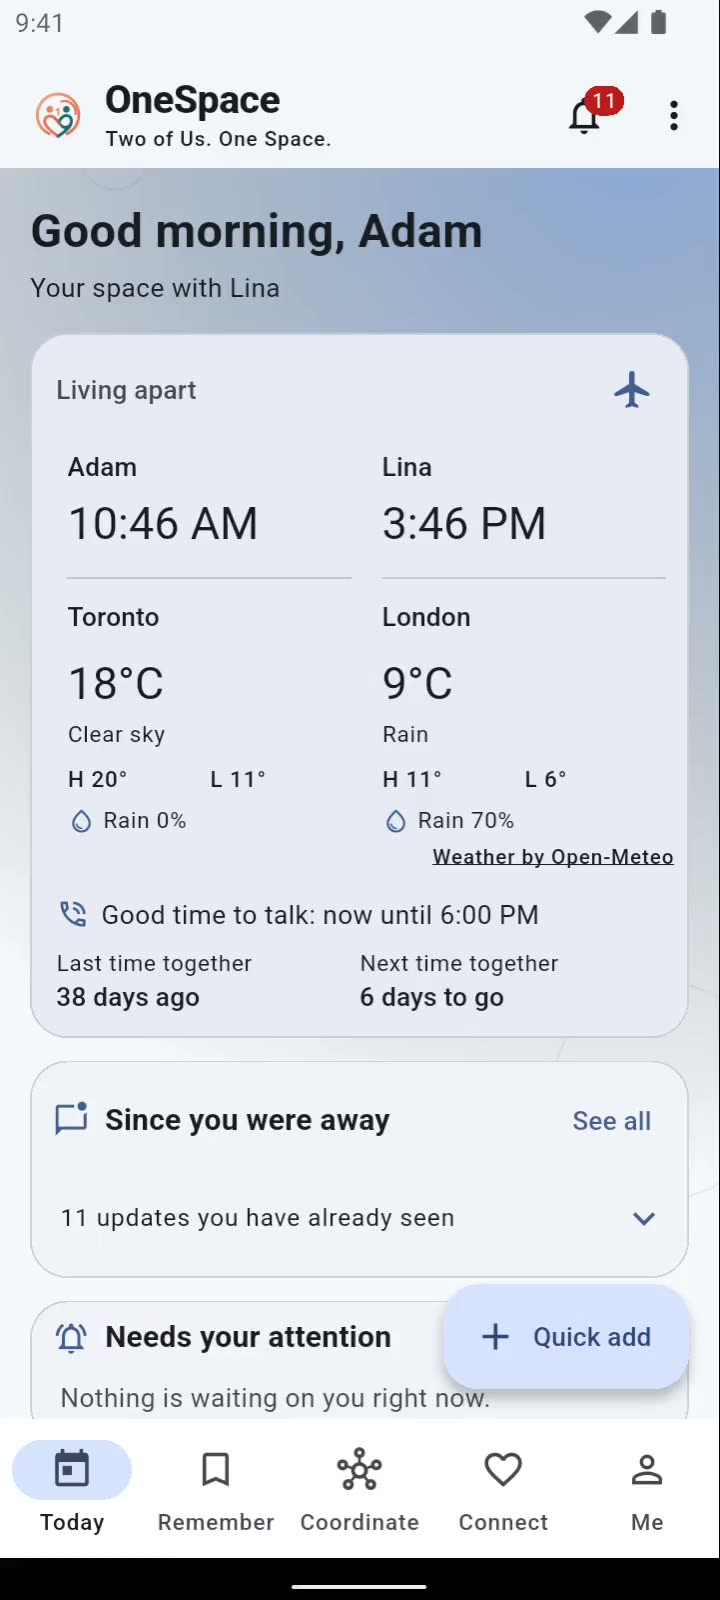 9:41
OneSpace
11
Two of Us. One Space.
Good morning, Adam
Your space with Lina
Living apart
Adam
Lina
10:46 AM
3:46 PM
Toronto
London
18°C
9°C
Clear sky
Rain
H 20°
L 11°
H 11°
L 6°
Rain 0%
Rain 70%
Weather by Open-Meteo
Good time to talk: now until 6:00 PM
Last time together
Next time together
38 days ago
6 days to go
Since you were away
See all
11 updates you have already seen
Needs your attention
Quick add
Nothing is waiting on you right now.
Today
Remember
Coordinate
Connect
Me